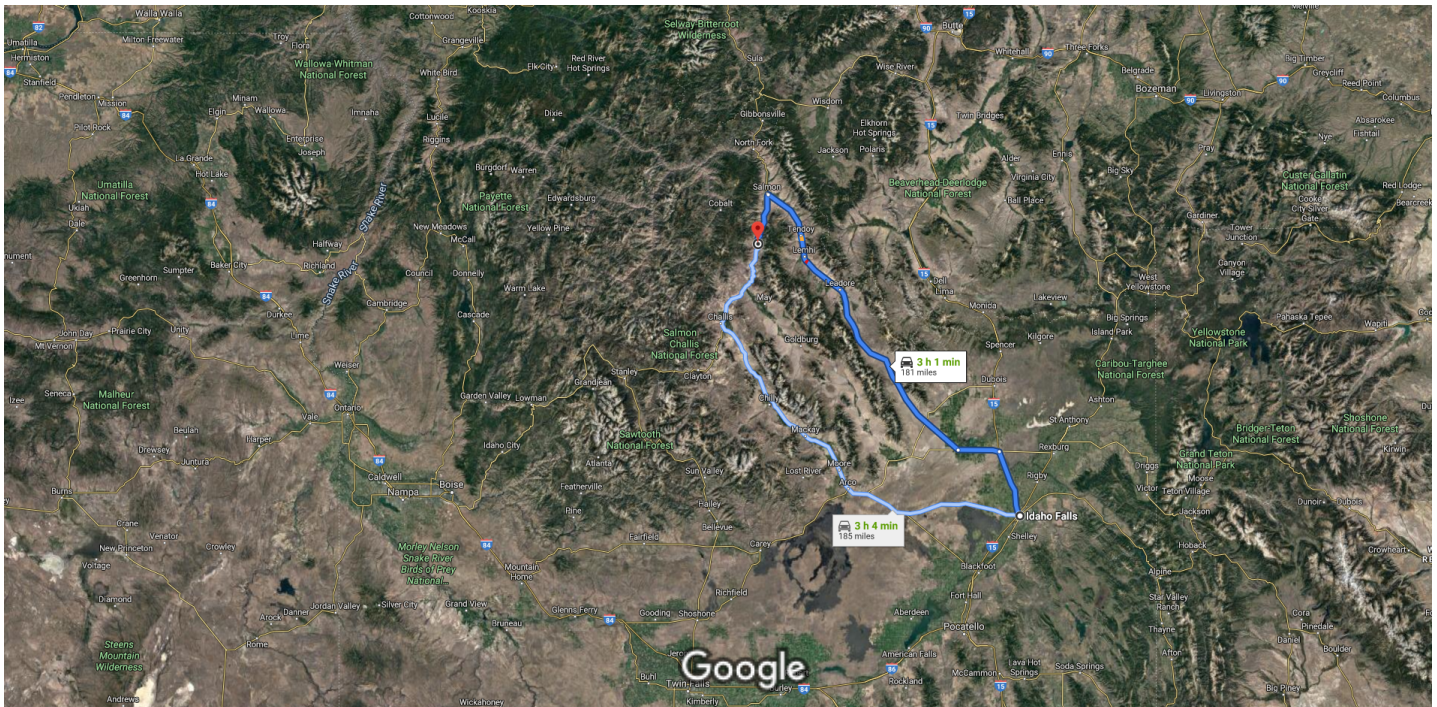 Walla Walla
Cottonwood
Kooskia
Selway-Bitterroot
Wilderness
Butte
Umatilla
Milton-Freewater
Troy
Flora
Grangeville
Hermiston
Stanfield
Wallowa-Whitman
National Forest
White Bird
Elk City
Red River
Hot Springs
Sula
Wise River
Whitehall
Three Forks
Belgrade
Bozeman
Livingston
Big Timber
Greycliff
Reed Point
Columbus
Pendleton
Mission
Minam
Elgin
Wallowa
Imnaha
Lucile
Dixie
Gibbonsville
Wisdom
Twin Bridges
Absarokee
Fishtail
Nye
Pilot Rock
Enterprise
Joseph
Riggins
North Fork
Elkhorn
Hot Springs
Jackson
Polaris
Alder
Ennis
Pray
La Grande
Hot Lake
Burgdorf
Warren
Virginia City
Big Sky
Custer Gallatin
National Forest
Red Lodge
Umatilla
National Forest
Snake River
Payette
National Forest
Edwardsburg
Salmon
Cobalt
Beaverhead-Deerlodge
National Forest
Ball Place
Cooke
City-Silver
Gate
Bearcreek
Ukiah
Dale
New Meadows
McCall
Yellow Pine
Tendoy
Lemhi
Gardiner
Tower
Junction
Halfway
Richland
Baker City
Sumpter
Greenhorn
Council
Donnelly
Warm Lake
Leadore
Dell
Lima
West
Yellowstone
Canyon
Village
Snake River
Durkee
Lime
Cambridge
Cascade
May
Challis
Monida
Lakeview
Big Springs
Island Park
Pahaska Tepee
Wapiti
John Day
Prairie City
Unity
Mt Vernon
Salmon
Challis
National Forest
Goldburg
Kilgore
Spencer
Yellowstone
National Park
Weiser
Stanley
Grandjean
Clayton
3 h 1 min
181 miles
Dubois
Caribou-Targhee
National Forest
Seneca
Izee
Malheur
National Forest
Ontario
Vale
Garden Valley
Lowman
Chilly
Ashton
St Anthony
Shoshone
National Forest
Beulah
Drewsey
Harper
Juntura
Idaho City
Sawtooth
National Forest
Mackay
Rexburg
Bridger-Teton
National Forest
Kirwin
Atlanta
Sun Valley
Lost River
Moore
Arco
Rigby
Driggs
Victor
Grand Teton
National Park
Moose
Teton Village
Jackson
Dunoir
Dubois
Burns
Caldwell
Nampa
Boise
Featherville
Pine
Hailey
Bellevue
3 h 4 min
185 miles
Idaho Falls
Shelley
Crane
Venator
New Princeton
Crowley
Voltage
Morley Nelson
Snake River
Birds of Prey
National...
Fairfield
Carey
Hoback
Crowheart
Mountain
Home
Blackfoot
Alpine
Diamond
Jordan Valley
Danner
Arock
Silver City
Grand View
Bruneau
Glenns Ferry
Gooding
Shoshone
Richfield
Fort Hall
Aberdeen
Star Valley
Ranch
Thayne
Cora
Pinedale
Daniel
Boulder
Rome
Pocatello
Steens
Mountain
Wilderness
Andrews
Google
American Falls
Rockland
McCammon
Lava Hot
Springs
Soda Springs
Afton
Buhl
Twin Falls
Kimberly
Wickahoney
Big Piney